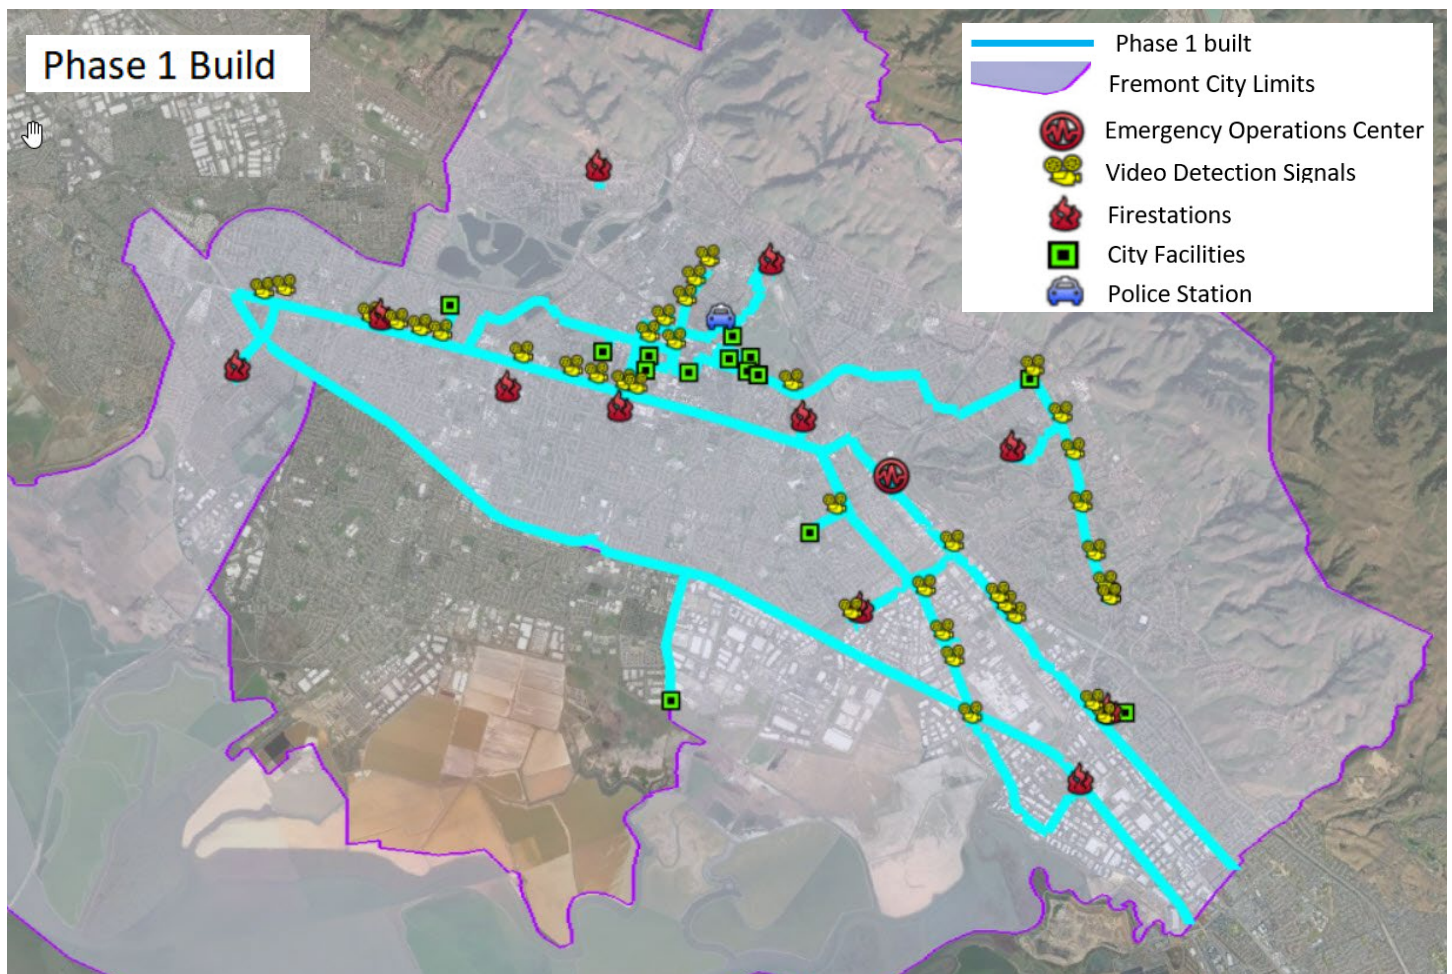 Phase 1 Build
Phase 1 built
Fremont City Limits
Emergency Operations Center
Video Detection Signals
Firestations
City Facilities
Police Station